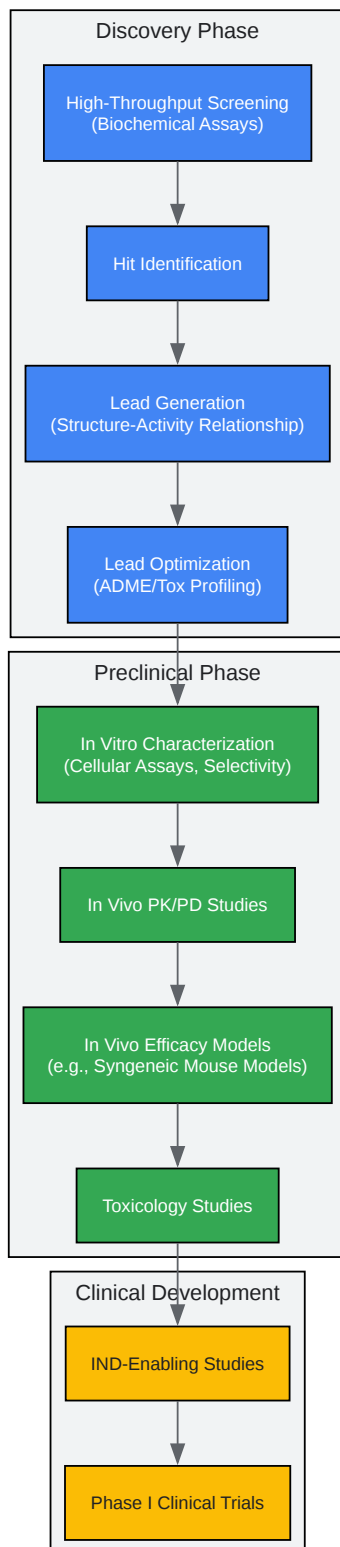 Discovery Phase
High-Throughput Screening
(Biochemical Assays)
Hit Identification
Lead Generation
(Structure-Activity Relationship)
Lead Optimization
(ADME/Tox Profiling)
Preclinical Phase
In Vitro Characterization
(Cellular Assays, Selectivity)
In Vivo PK/PD Studies
In Vivo Efficacy Models
(e.g., Syngeneic Mouse Models)
Toxicology Studies
Clinical Development
IND-Enabling Studies
Phase I Clinical Trials